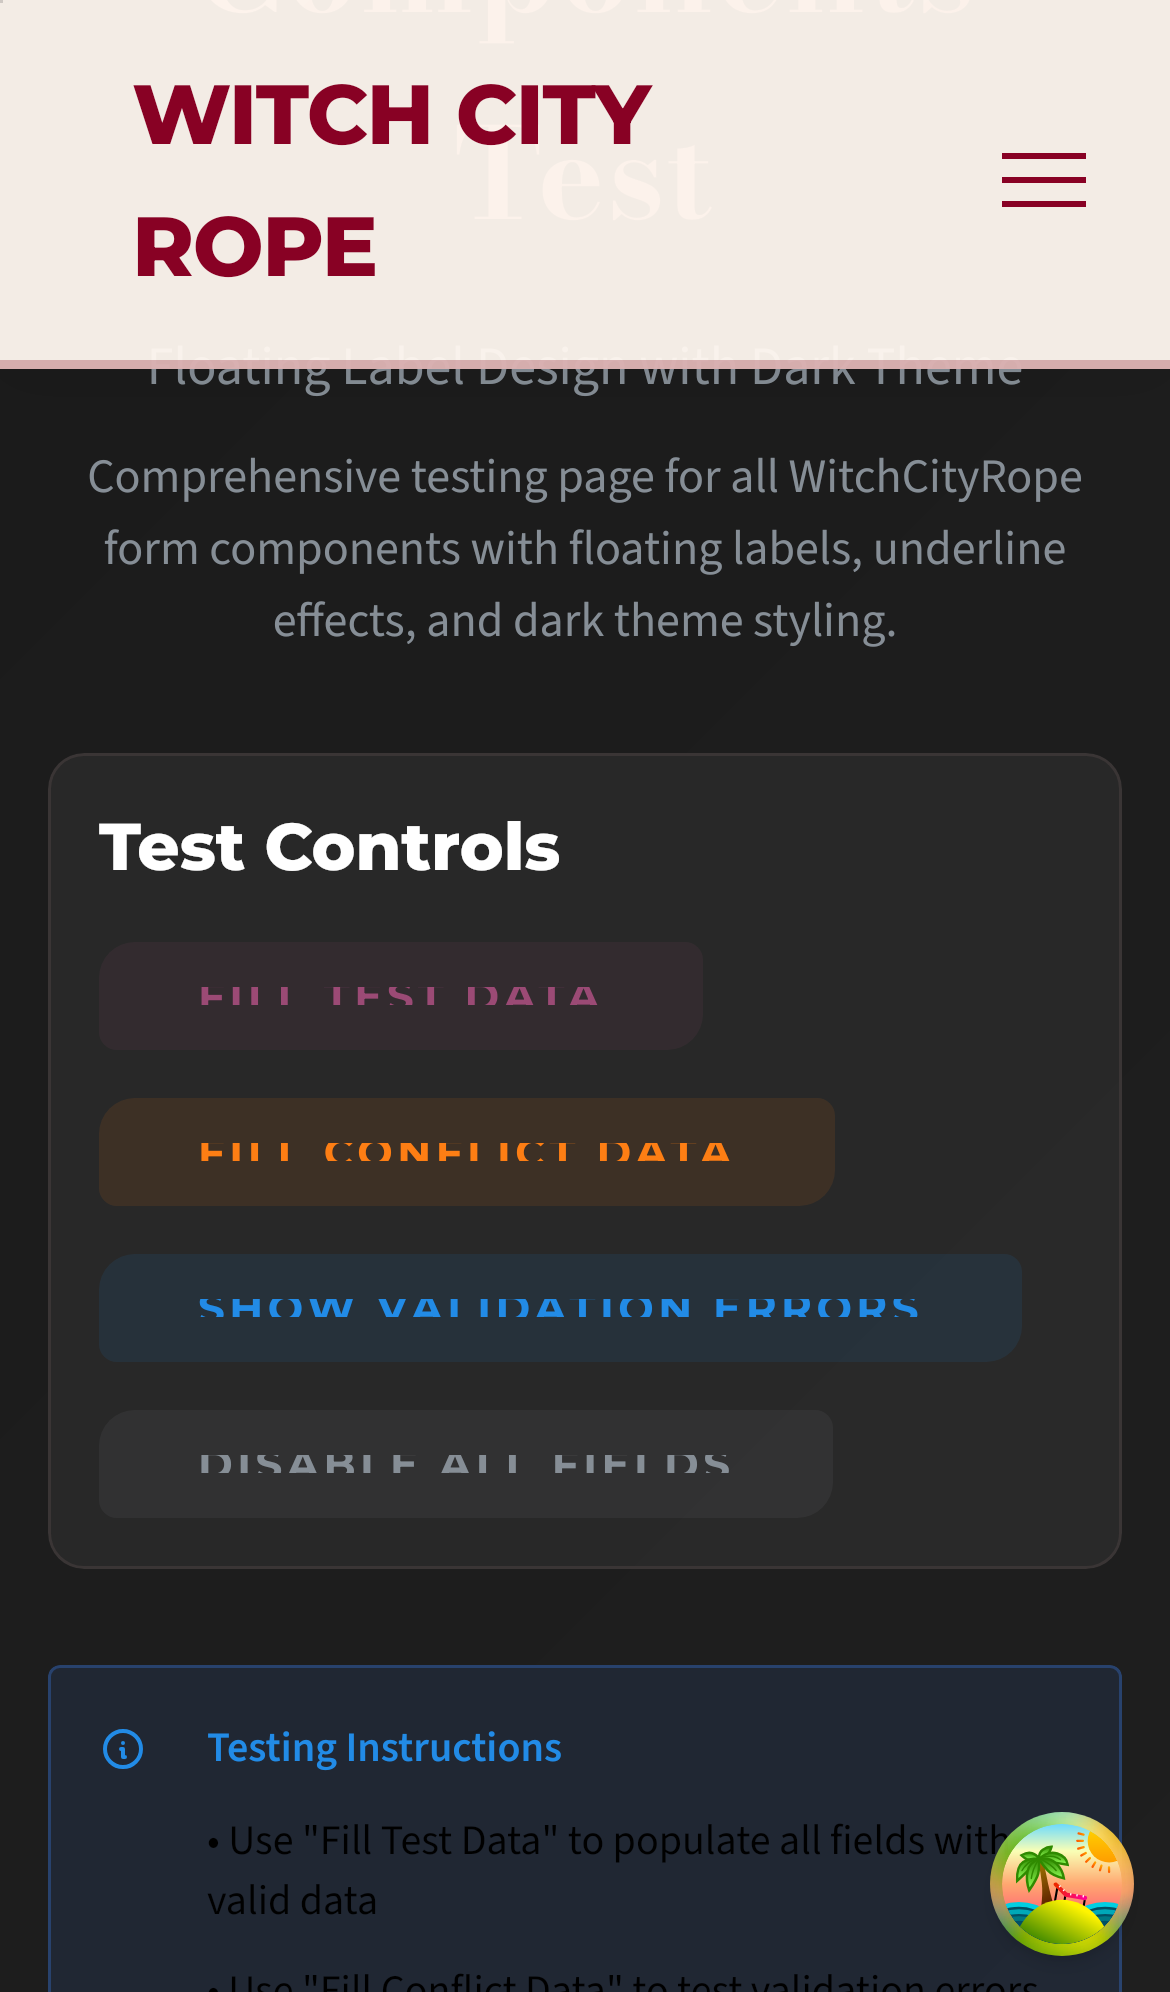 Components
WITCH CITY
Test
ROPE
Floating Label Design with Dark Theme
Comprehensive testing page for all WitchCityRope
form components with floating labels, underline
effects, and dark theme styling.
Test Controls
FILL TEST DATA
FILL CONFLICT DATA
SHOW VALIDATION ERRORS
DISABLE ALL FIELDS
Testing Instructions
• Use "Fill Test Data" to populate all fields with
valid data
• Use "Fill Conflict Data" to test validation errors